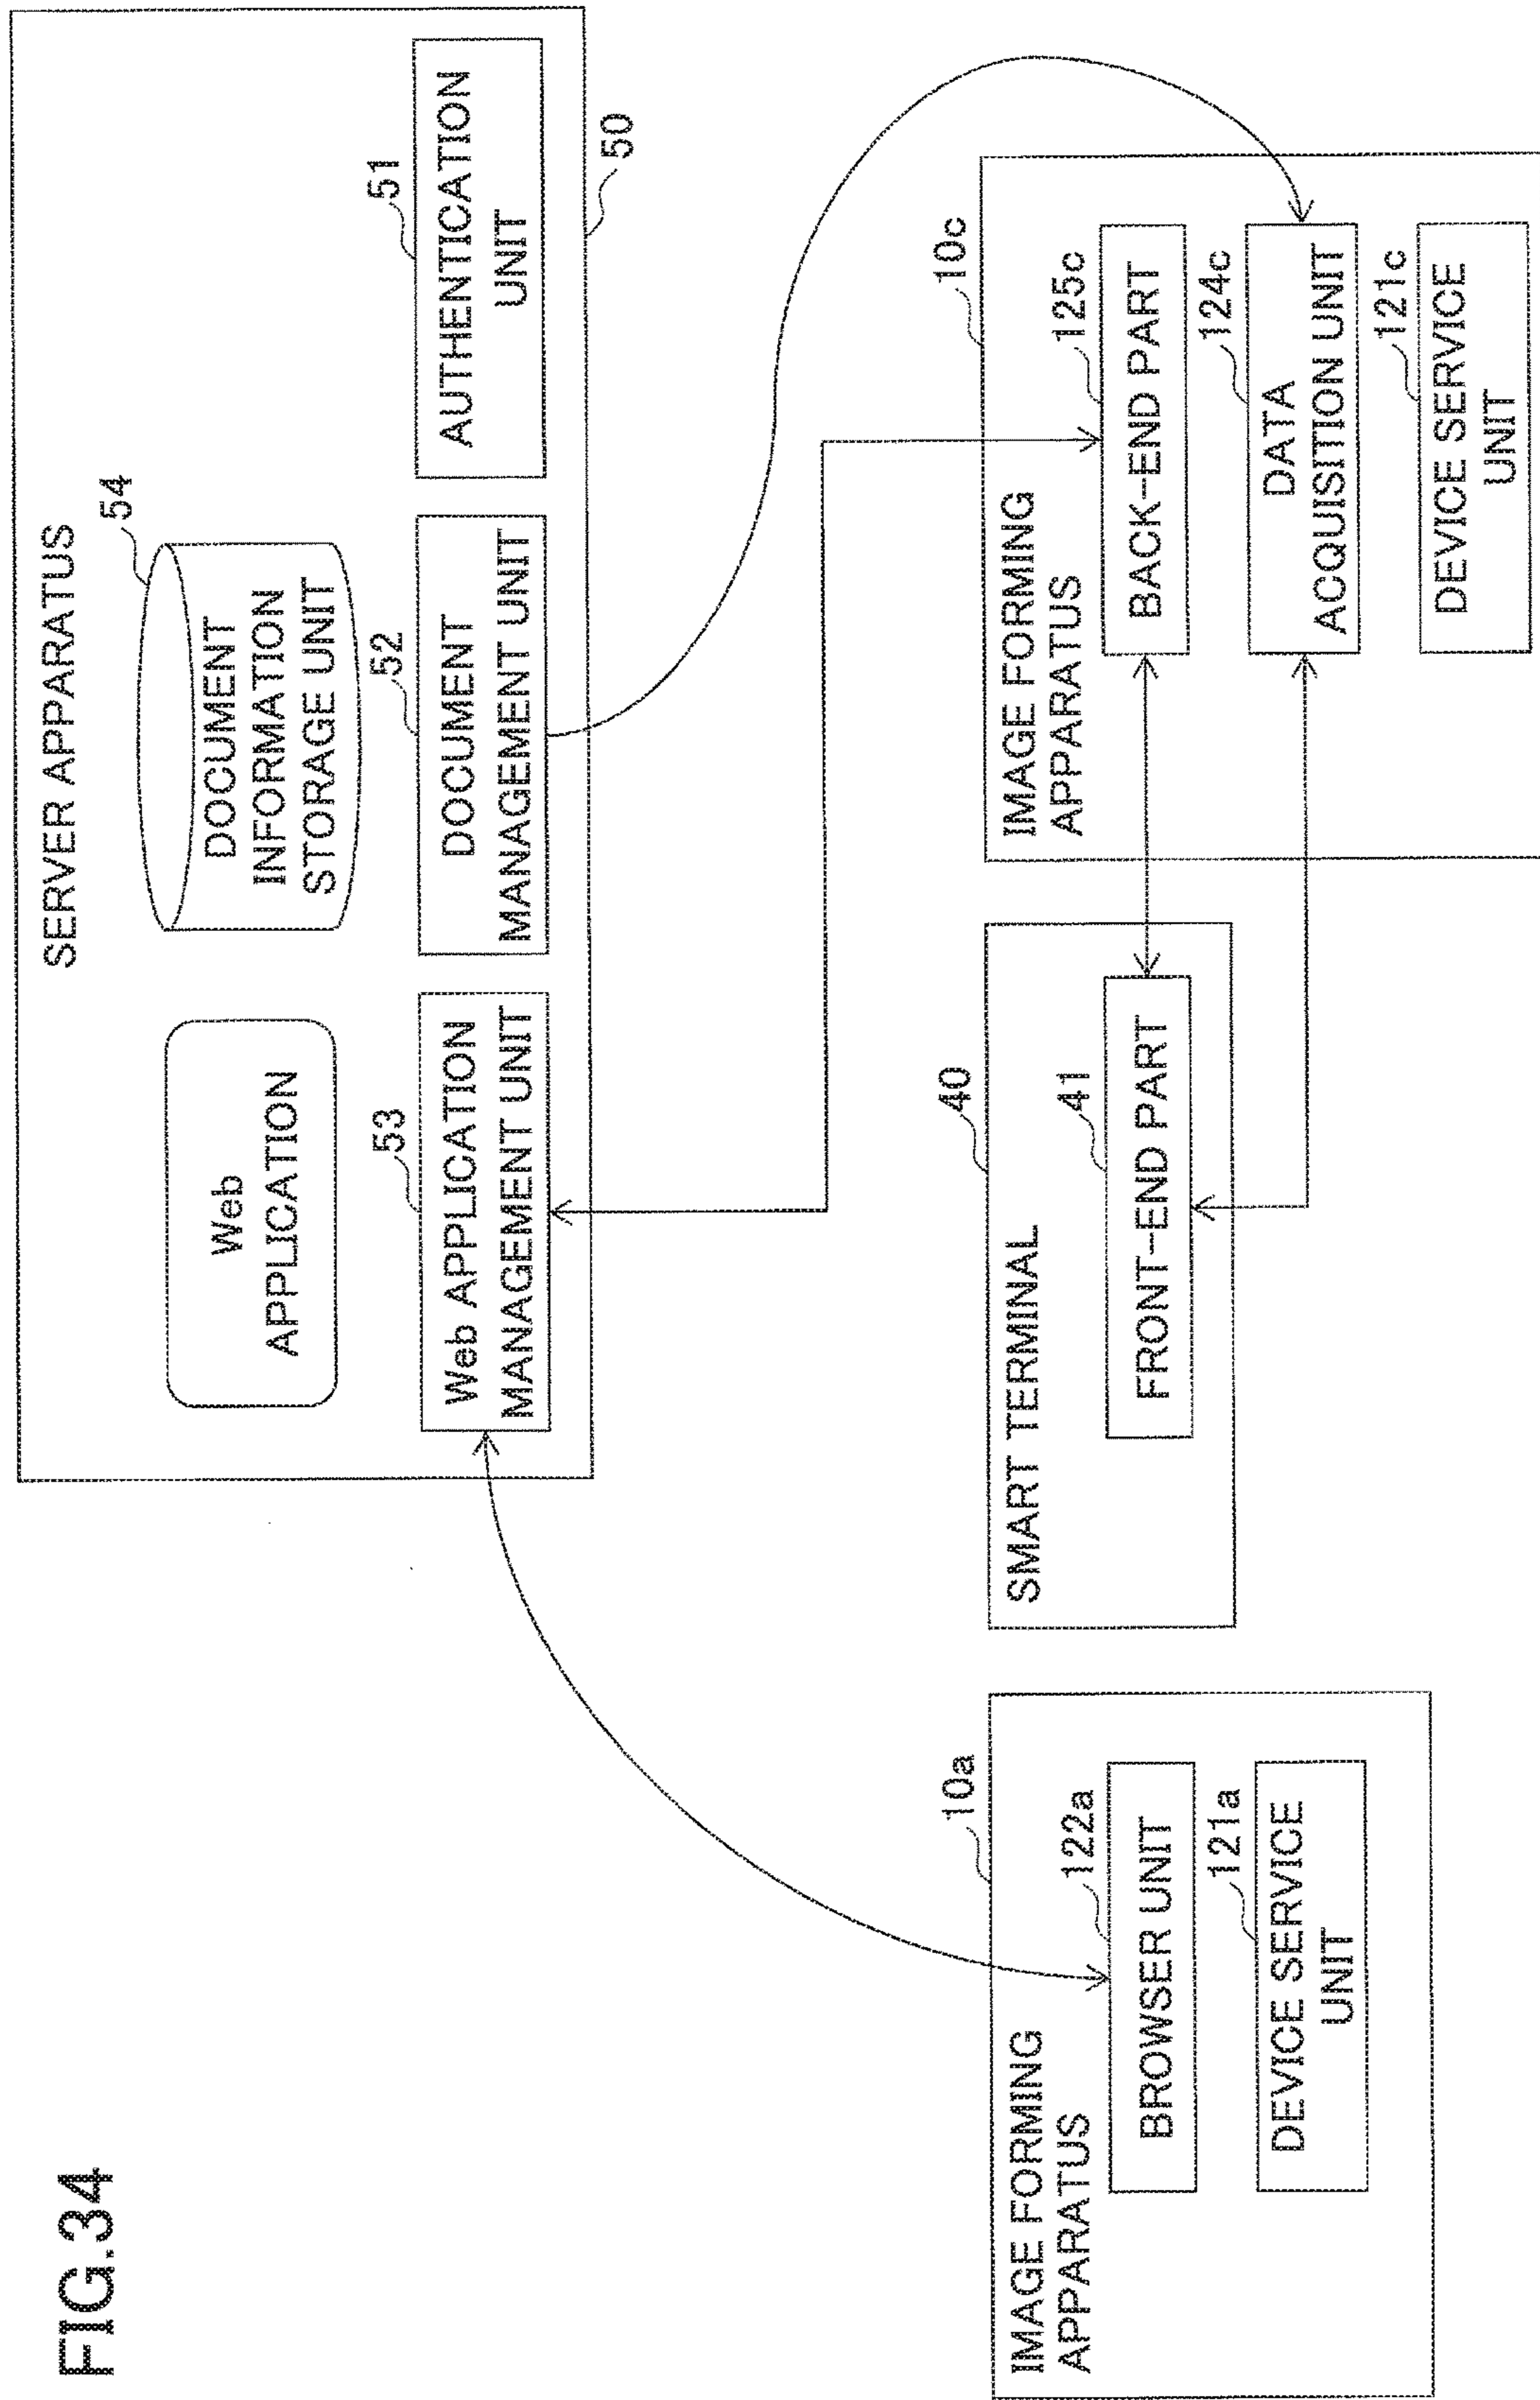 FIG.34
SERVER APPARATUS
Web
APPLICATION
54
DOCUMENT
INFORMATION
STORAGE UNIT
53
Web APPLICATION
MANAGEMENT UNIT
52
DOCUMENT
MANAGEMENT UNIT
51
AUTHENTICATION
UNIT
50
10a
IMAGE FORMING
APPARATUS
122a
BROWSER UNIT
121a
DEVICE SERVICE
UNIT
40
SMART TERMINAL
41
FRONT-END PART
10c
IMAGE FORMING
APPARATUS
125c
BACK-END PART
124c
DATA
ACQUISITION UNIT
121c
DEVICE SERVICE
UNIT